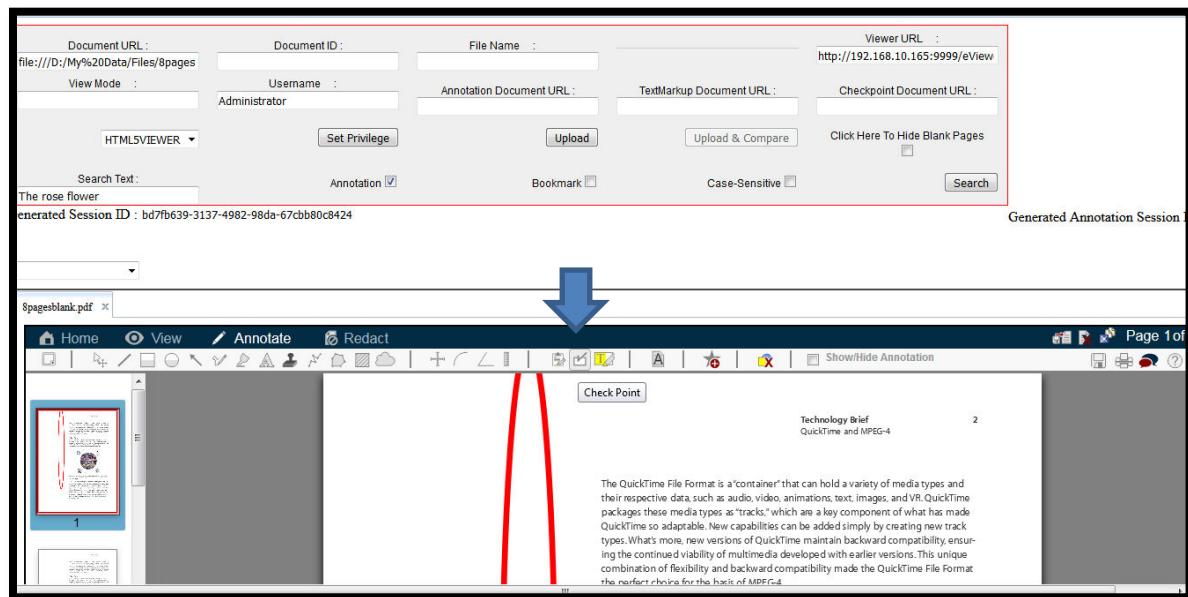 Document URL :
Document ID :
File Name :
Viewer URL :
file:///D:/My%20Data/Files/8pages
http://192.168.10.165:9999/eView
View Mode :
Username :
Annotation Document URL :
TextMarkup Document URL :
Checkpoint Document URL :
Administrator
HTML5VIEWER
Set Privilege
Upload
Upload & Compare
Click Here To Hide Blank Pages
Search Text :
Annotation
Bookmark
Case-Sensitive
Search
The rose flower
enerated Session ID : bd7fb639-3137-4982-98da-67cbb80c8424
Generated Annotation Session I
8pagesblank.pdf
Home View Annotate Redact
Page 1of
Show/Hide Annotation
Check Point
Technology Brief 2
QuickTime and MPEG-4
The QuickTime File Format is a "container" that can hold a variety of media types and
their respective data, such as audio, video, animations, text, images, and VR. QuickTime
packages these media types as "tracks," which are a key component of what has made
QuickTime so adaptable. New capabilities can be added simply by creating new track
types. What's more, new versions of QuickTime maintain backward compatibility, ensur-
ing the continued viability of multimedia developed with earlier versions. This unique
combination of flexibility and backward compatibility made the QuickTime File Format
the perfect choice for the basis of MPEG-4
1